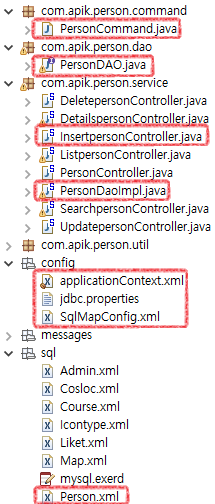 com.apik.person.command
PersonCommand.java
com.apik.person.dao
PersonDAO.java
com.apik.person.service
DeletepersonController.java
DetailspersonController.java
InsertpersonController.java
ListpersonController.java
PersonController.java
PersonDaoImpl.java
SearchpersonController.java
UpdatepersonController.java
com.apik.person.util
config
applicationContext.xml
jdbc.properties
SqlMapConfig.xml
messages
sql
Admin.xml
Cosloc.xml
Course.xml
Icontype.xml
Liket.xml
Map.xml
mysql.exerd
Person.xml